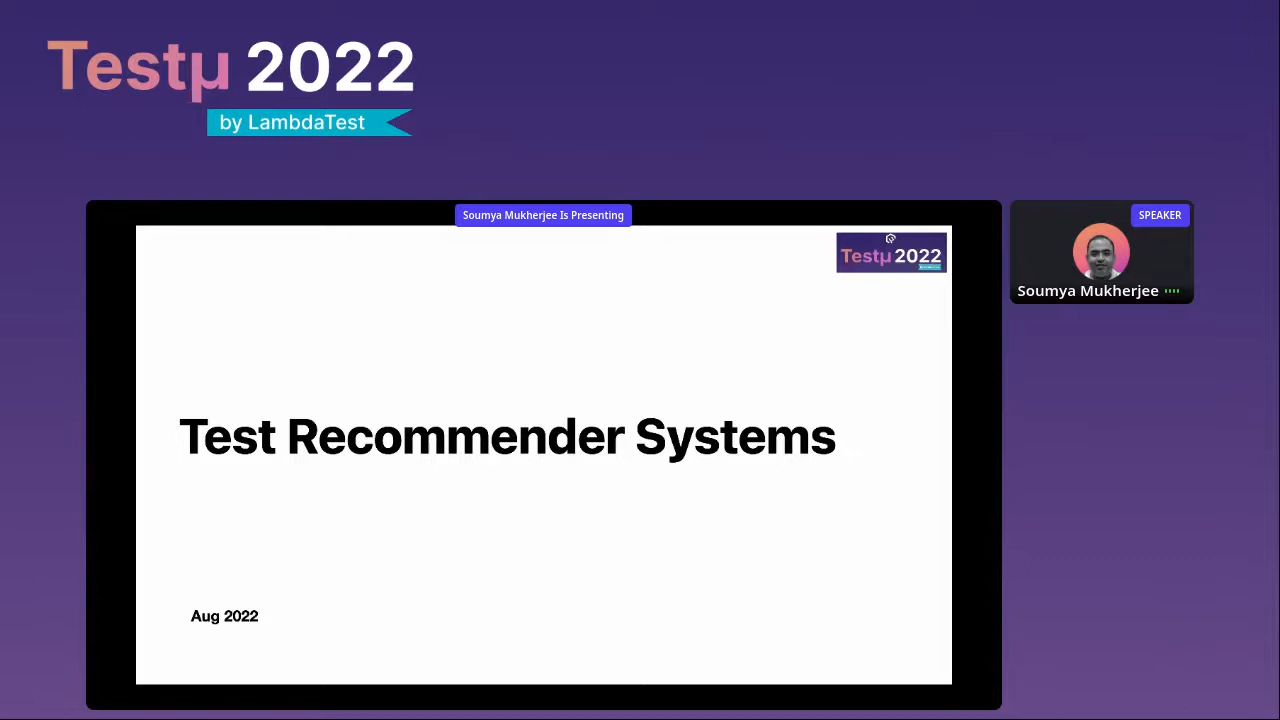 Testμ 2022
by LambdaTest
Soumya Mukherjee Is Presenting
SPEAKER
Soumya Mukherjee
Testμ 2022
Test Recommender Systems
Aug 2022